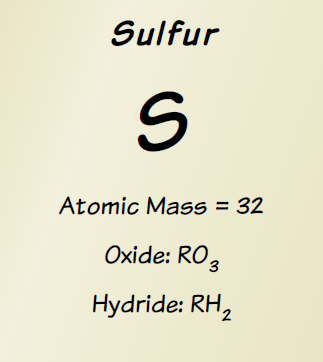 Sulfur
S
Atomic Mass = 32
Oxide: RO₃
Hydride: RH₂